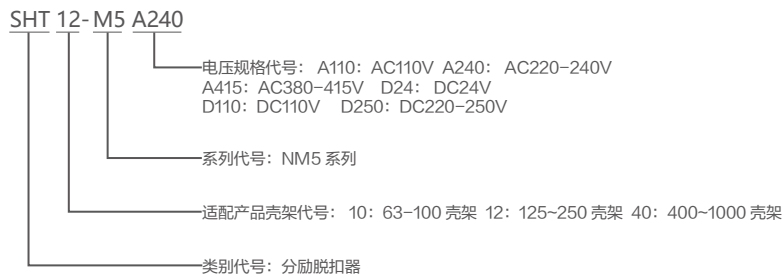 SHT 12- M5 A240
电压规格代号： A110：AC110V A240： AC220-240V
A415：AC380-415V D24：DC24V
D110：DC110V D250：DC220-250V
系列代号：NM5 系列
适配产品壳架代号： 10：63-100 壳架 12：125~250 壳架 40：400~1000 壳架
类别代号：分励脱扣器